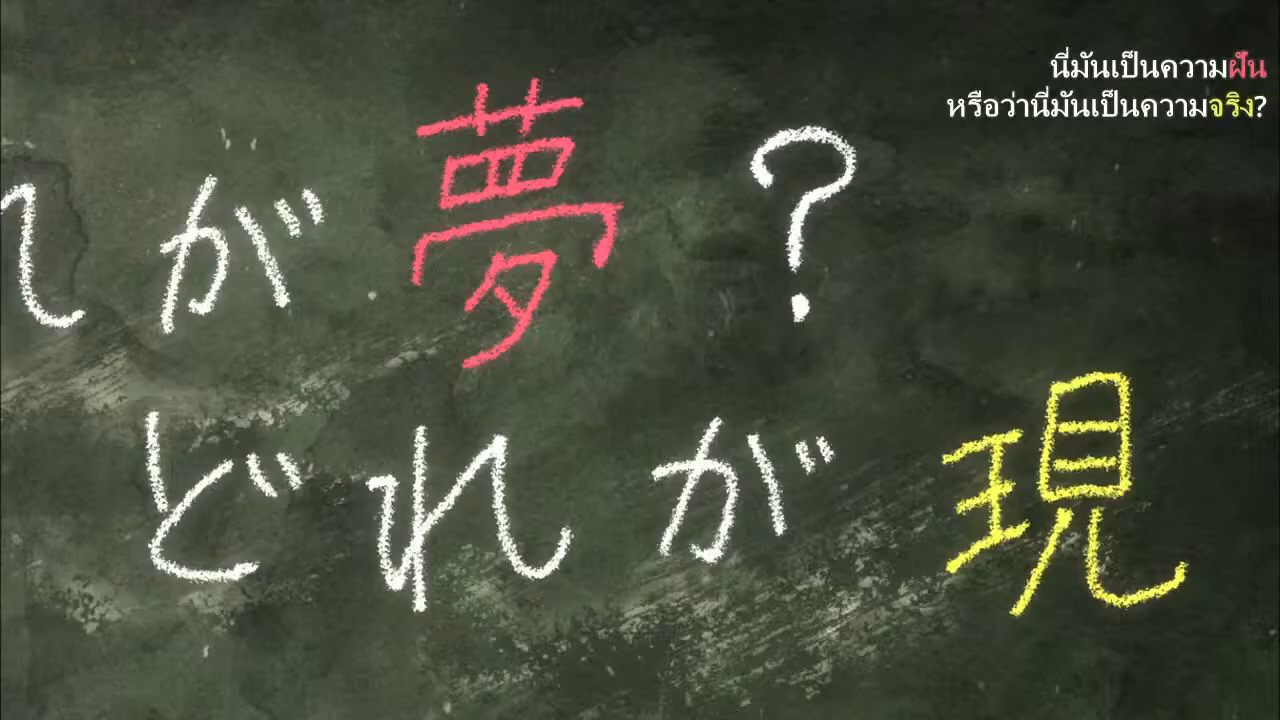 นี่มันเป็นความฝัน
หรือว่านี่มันเป็นความจริง?
れが夢?
どれが現